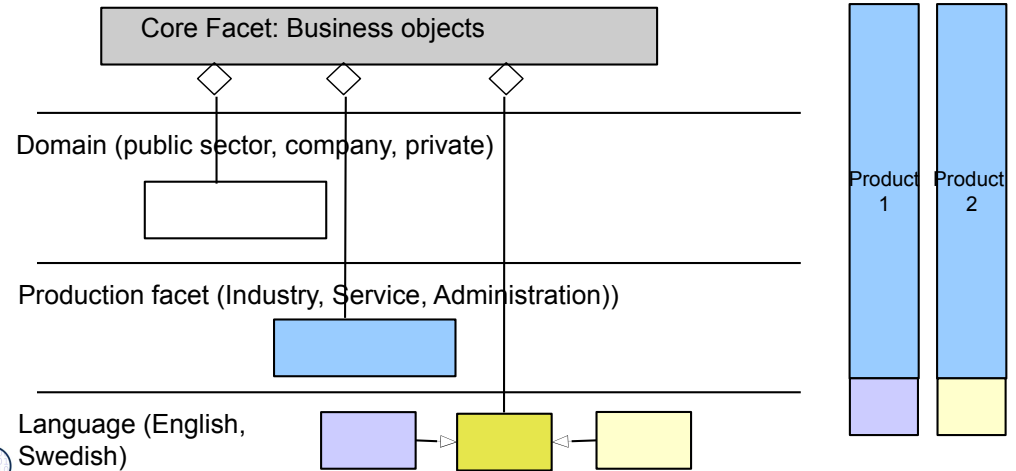 Core Facet: Business objects
Domain (public sector, company, private)
Product
1
Product
2
Production facet (Industry, Service, Administration))
Language (English,
Swedish)